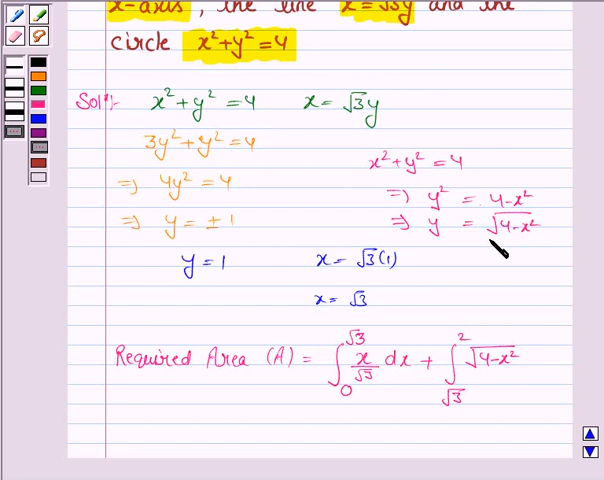 x-axis, the line x = √3y and the
circle x² + y² = 4
Solⁿ:- x² + y² = 4 x = √3y
3y² + y² = 4
x² + y² = 4
⇒ 4y² = 4
⇒ y² = 4 - x²
⇒ y = ± 1
⇒ y = √4-x²
y = 1 x = √3(1)
x = √3
Required Area (A) = ∫₀^√3 x/√3 dx + ∫_√3^2 √4-x²